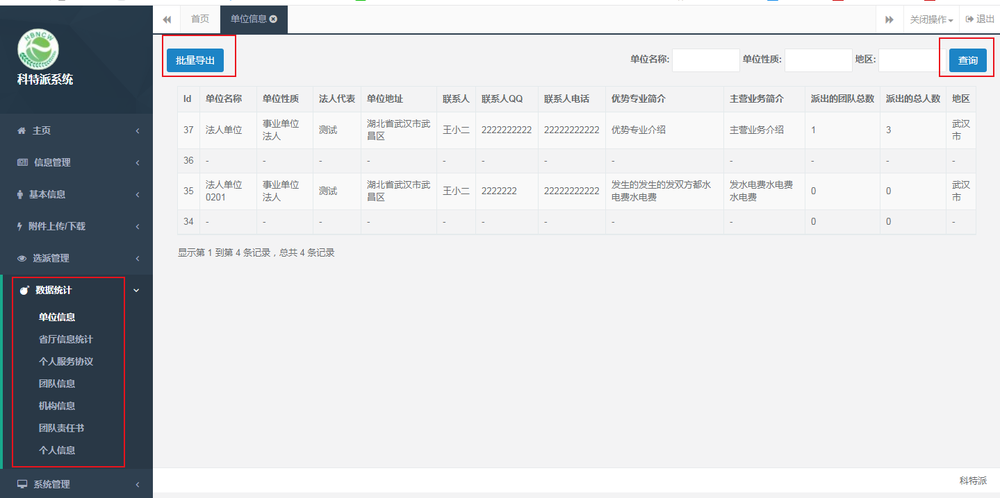 HBNCW
科特派系统
主页
信息管理
基本信息
附件上传/下载
选派管理
数据统计
单位信息
省厅信息统计
个人服务协议
团队信息
机构信息
团队责任书
个人信息
系统管理
首页 单位信息 关闭操作 退出
批量导出 单位名称: 单位性质: 地区: 查询
Id 单位名称 单位性质 法人代表 单位地址 联系人 联系人QQ 联系人电话 优势专业简介 主营业务简介 派出的团队总数 派出的总人数 地区
37 法人单位 事业单位法人 测试 湖北省武汉市武昌区 王小二 2222222222 22222222222 优势专业介绍 主营业务介绍 1 3 武汉市
36 - - - - - - - - - - - -
35 法人单位0201 事业单位法人 测试 湖北省武汉市武昌区 王小二 2222222 22222222222 发生的发生的发双方都水电费水电费 发水电费水电费水电费 0 0 武汉市
34 - - - - - - - - - 0 0 -
显示第 1 到第 4 条记录，总共 4 条记录
科特派